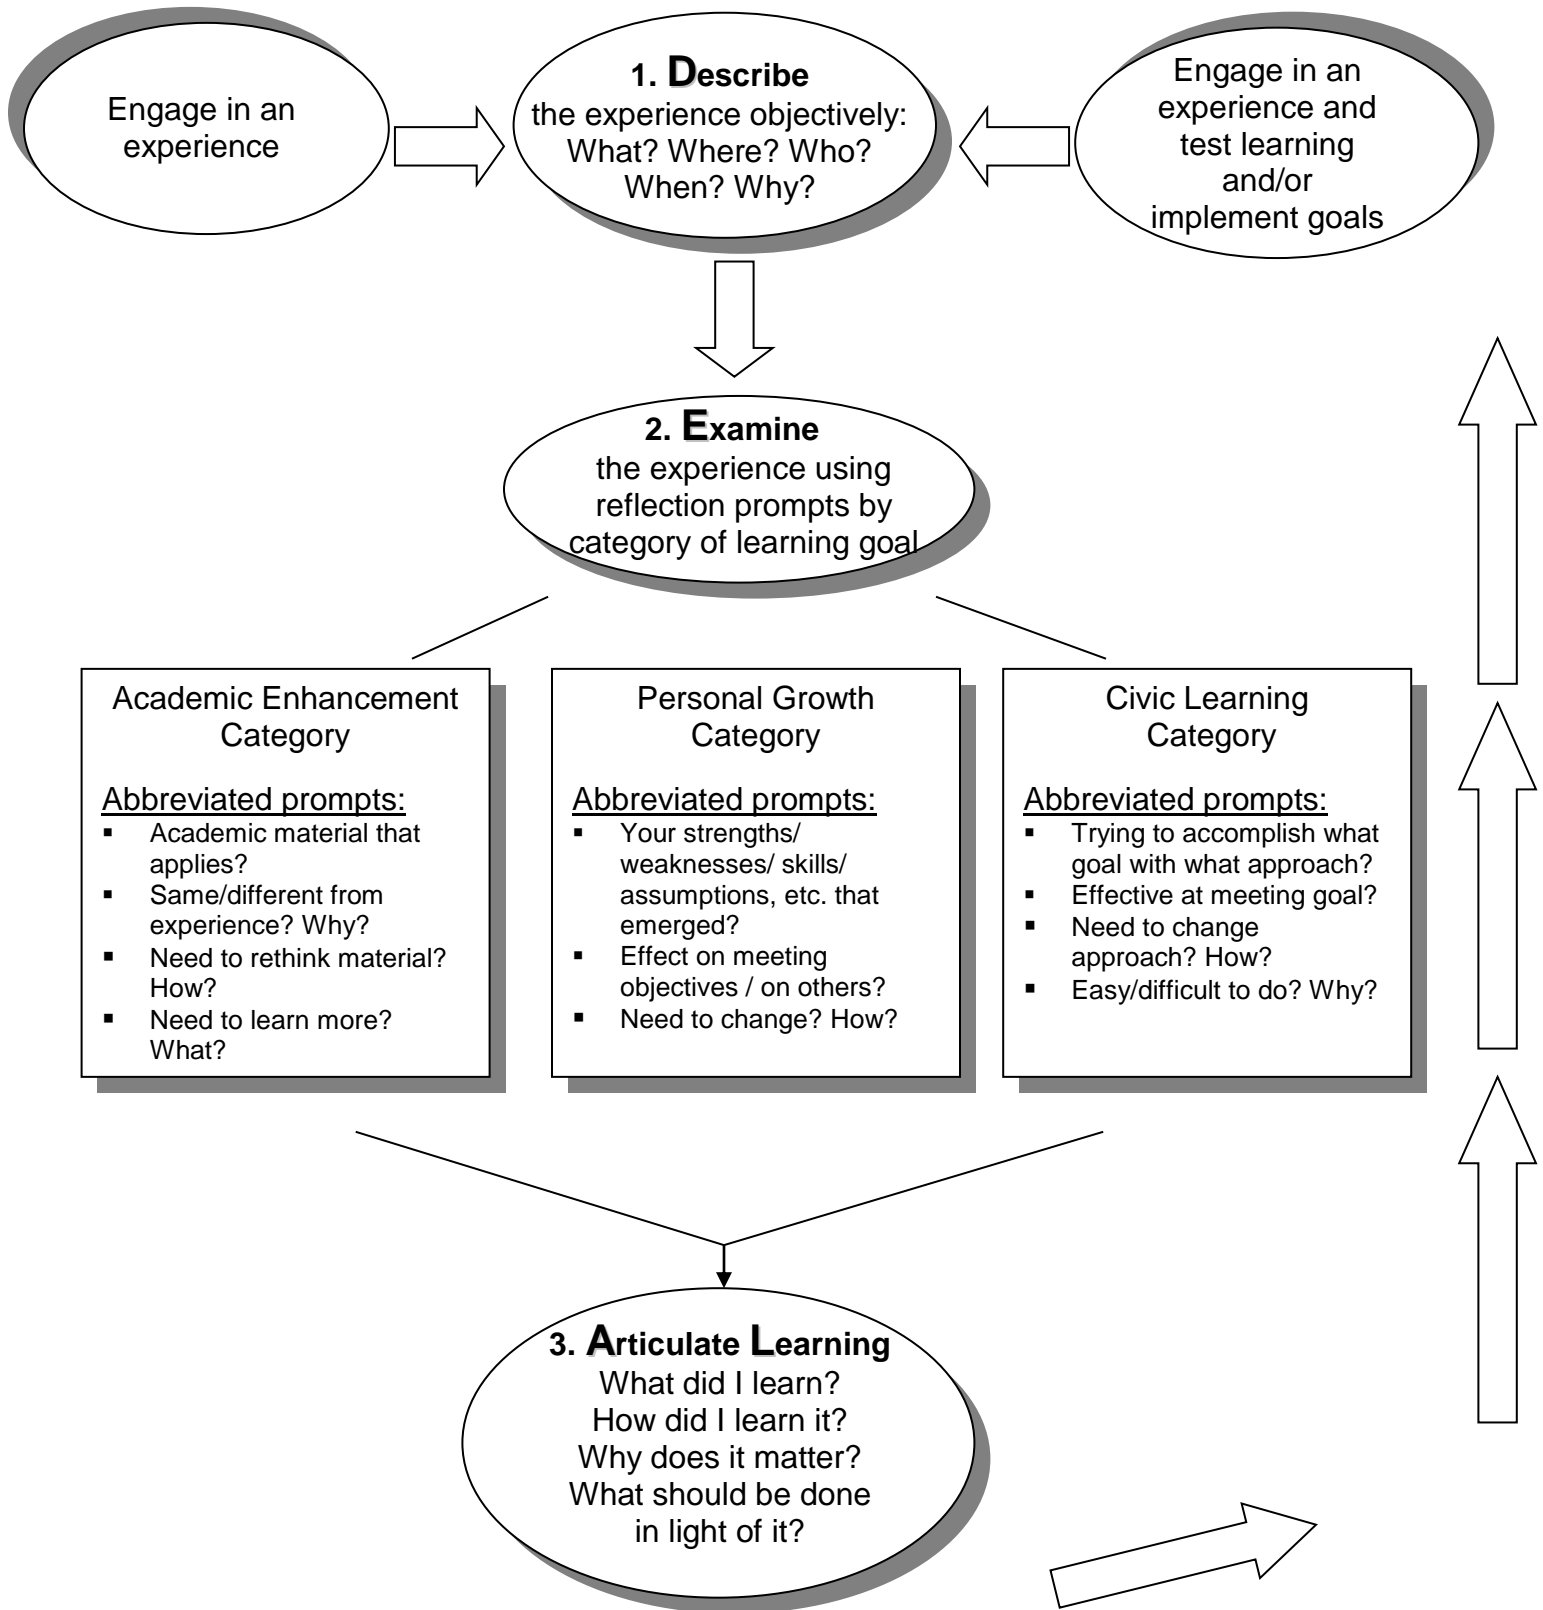 Engage in an
experience
1. Describe
the experience objectively:
What? Where? Who?
When? Why?
Engage in an
experience and
test learning
and/or
implement goals
2. Examine
the experience using
reflection prompts by
category of learning goal
Academic Enhancement
Category
Abbreviated prompts:
▪ Academic material that
applies?
▪ Same/different from
experience? Why?
▪ Need to rethink material?
How?
▪ Need to learn more?
What?
Personal Growth
Category
Abbreviated prompts:
▪ Your strengths/
weaknesses/ skills/
assumptions, etc. that
emerged?
▪ Effect on meeting
objectives / on others?
▪ Need to change? How?
Civic Learning
Category
Abbreviated prompts:
▪ Trying to accomplish what
goal with what approach?
▪ Effective at meeting goal?
▪ Need to change
approach? How?
▪ Easy/difficult to do? Why?
3. Articulate Learning
What did I learn?
How did I learn it?
Why does it matter?
What should be done
in light of it?